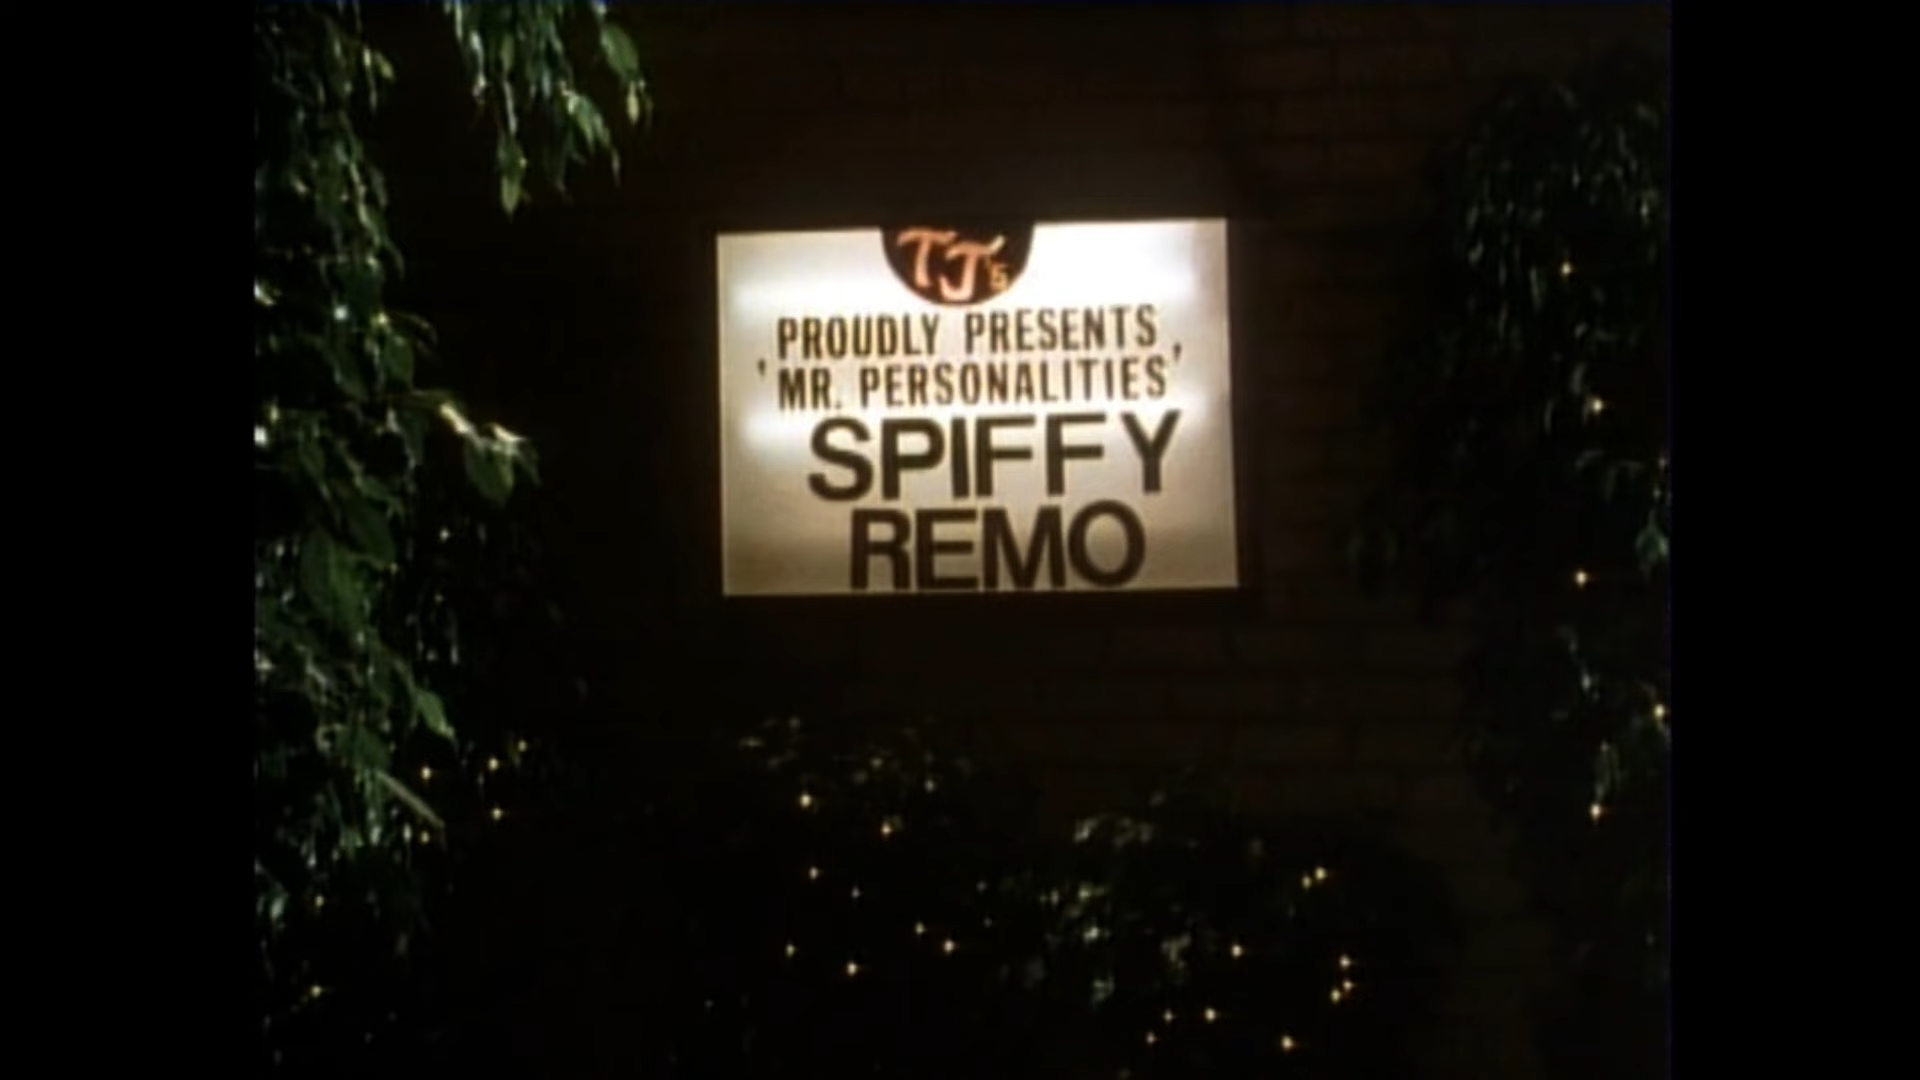 TJ's
PROUDLY PRESENTS
'MR. PERSONALITIES'
SPIFFY
REMO